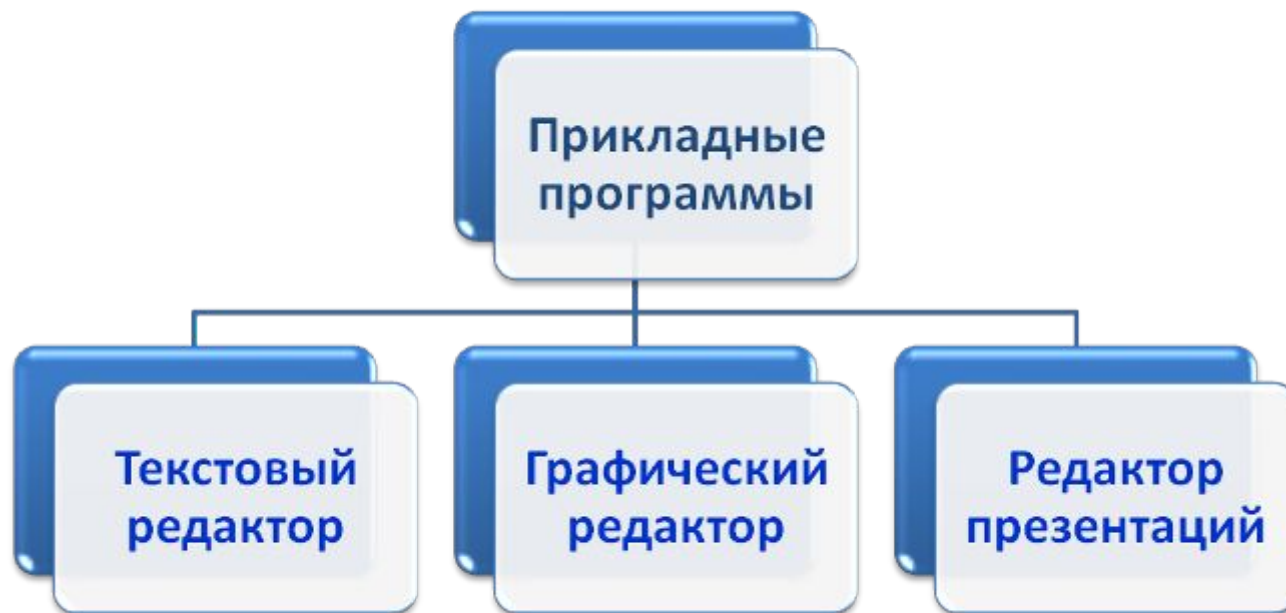 Прикладные
программы
Текстовый
редактор
Графический
редактор
Редактор
презентаций